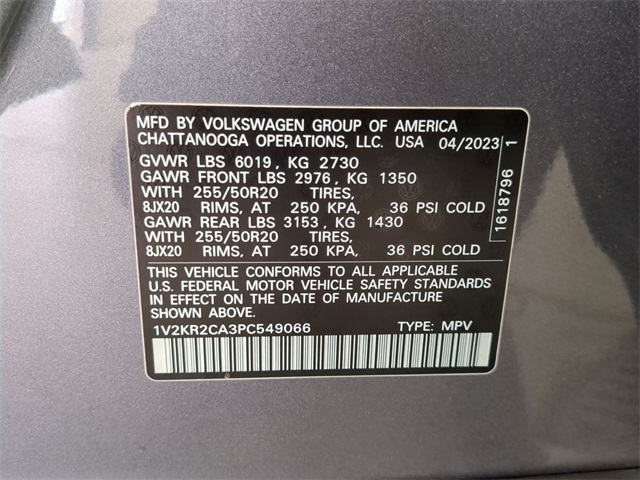 MFD BY VOLKSWAGEN GROUP OF AMERICA
CHATTANOOGA OPERATIONS, LLC. USA 04/2023
GVWR LBS 6019, KG 2730
GAWR FRONT LBS 2976, KG 1350
WITH 255/50R20 TIRES,
8JX20 RIMS, AT 250 KPA, 36 PSI COLD
GAWR REAR LBS 3153, KG 1430
WITH 255/50R20 TIRES,
8JX20 RIMS, AT 250 KPA, 36 PSI COLD
THIS VEHICLE CONFORMS TO ALL APPLICABLE
U.S. FEDERAL MOTOR VEHICLE SAFETY STANDARDS
IN EFFECT ON THE DATE OF MANUFACTURE
SHOWN ABOVE.
1V2KR2CA3PC549066 TYPE: MPV
1618796 1